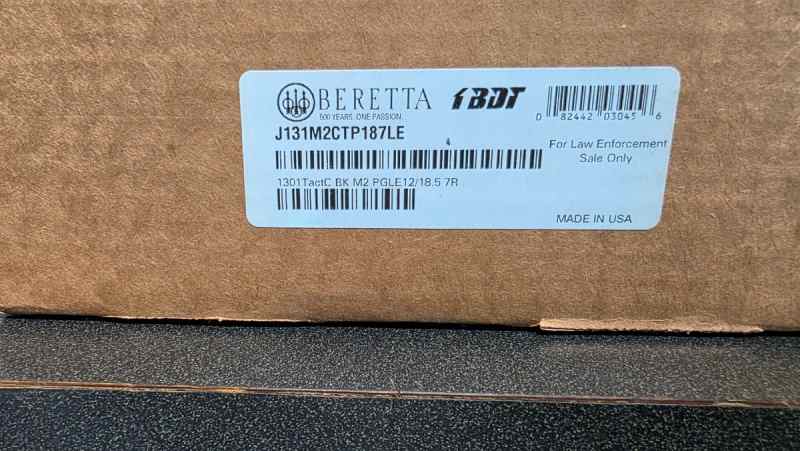 BERETTA
500 YEARS. ONE PASSION.
1BDT
0 82442 03045 6
J131M2CTP187LE
4
For Law Enforcement
Sale Only
1301TactC BK M2 PGLE12/18.5 7R
MADE IN USA